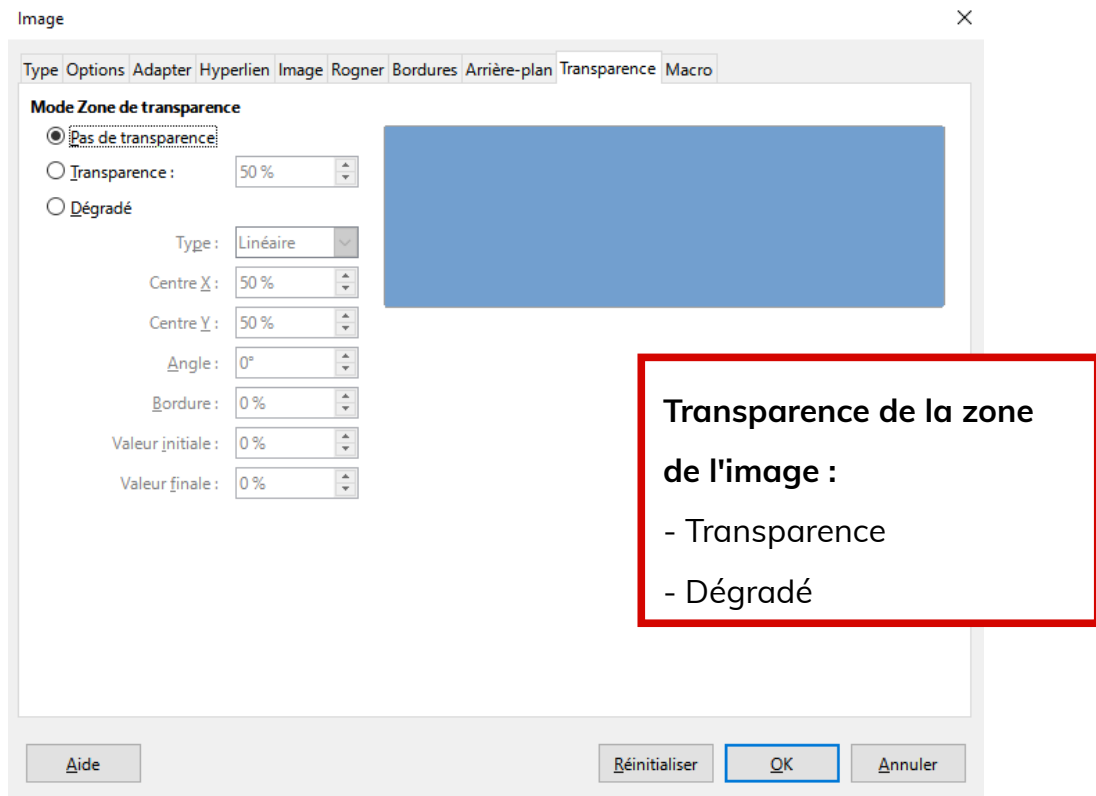 Image
Type Options Adapter Hyperlien Image Rogner Bordures Arrière-plan Transparence Macro
Mode Zone de transparence
Pas de transparence
Transparence : 50 %
Dégradé
Type : Linéaire
Centre X : 50 %
Centre Y : 50 %
Angle : 0°
Bordure : 0 %
Valeur initiale : 0 %
Valeur finale : 0 %
Transparence de la zone
de l'image :
- Transparence
- Dégradé
Aide Réinitialiser OK Annuler